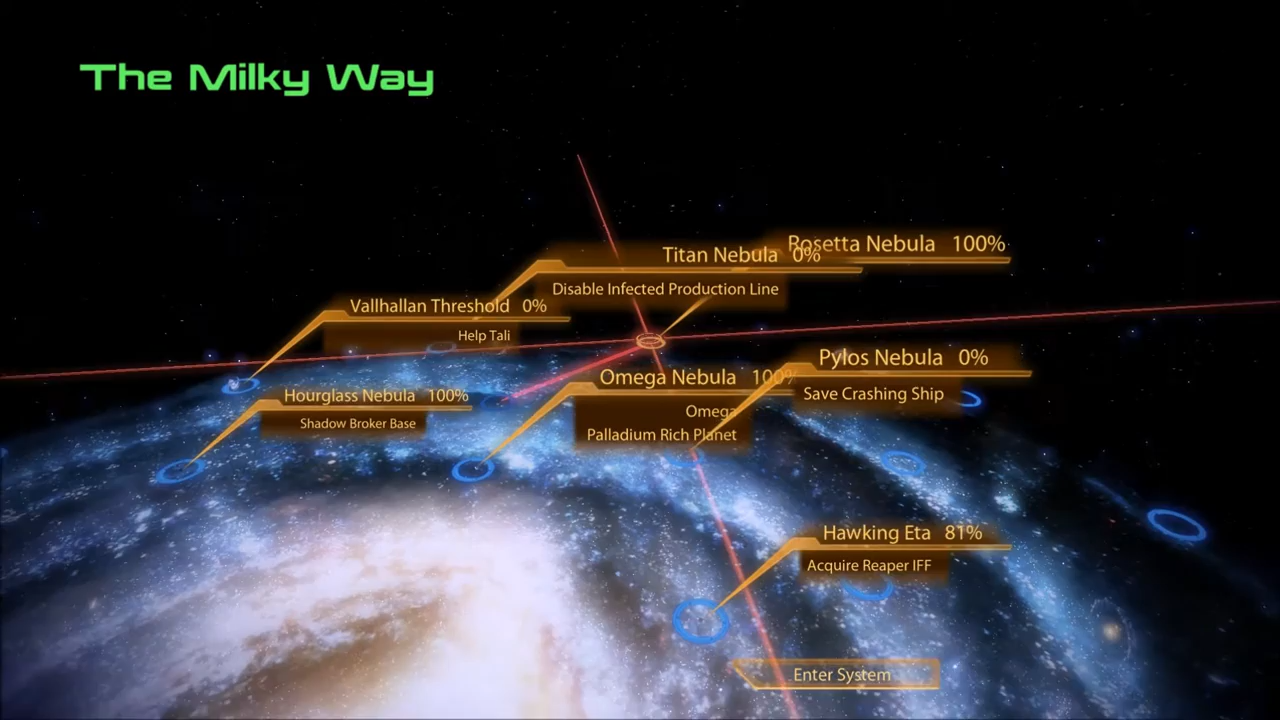 The Milky Way
Rosetta Nebula 100%
Titan Nebula 0%
Disable Infected Production Line
Vallhallan Threshold 0%
Help Tali
Pylos Nebula 0%
Save Crashing Ship
Omega Nebula 100%
Omega
Palladium Rich Planet
Hourglass Nebula 100%
Shadow Broker Base
Hawking Eta 81%
Acquire Reaper IFF
Enter System